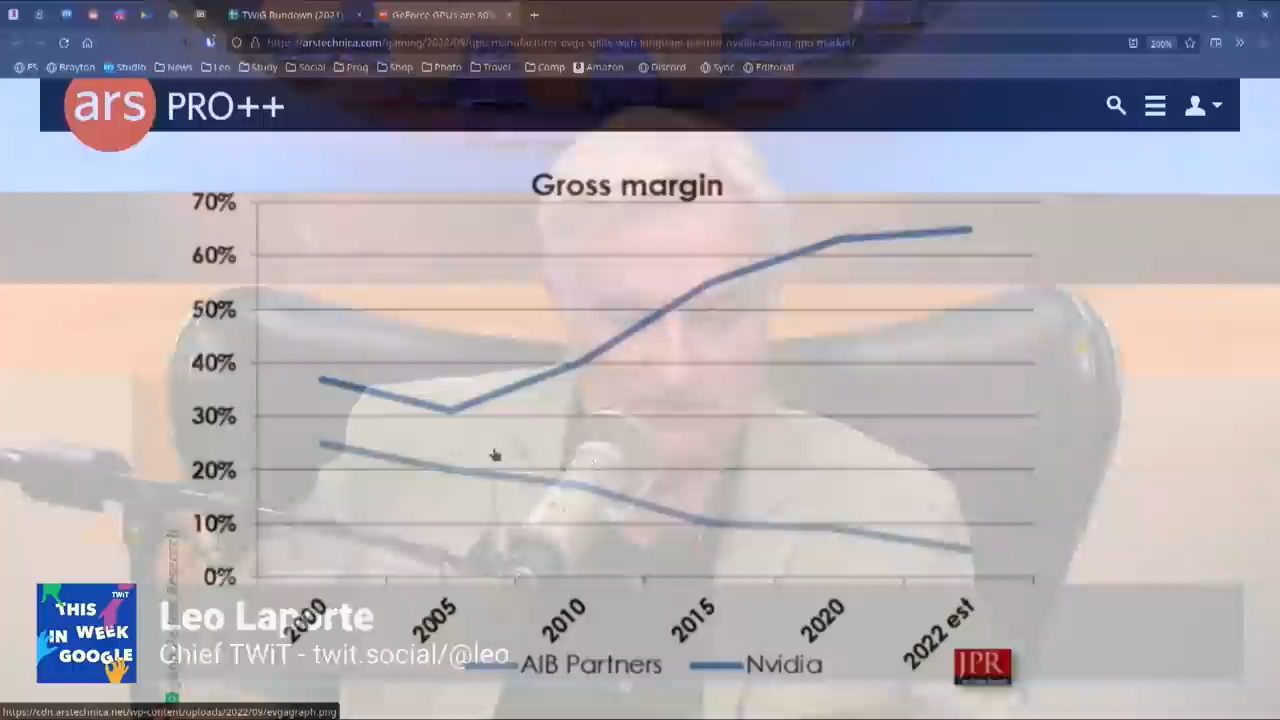 TWiG Rundown (2021)
GeForce GPUs are 80%
https://arstechnica.com/gaming/2022/09/gpu-manufacturer-evga-splits-with-longtime-partner-nvidia-exiting-gpu-market/
200%
FS Brayton Studio News Leo Study Social Prog Shop Photo Travel Comp Amazon Discord Sync Editorial
ars PRO++
Gross margin
70%
60%
50%
40%
30%
20%
10%
0%
2000 2005 2010 2015 2020 2022 est
AIB Partners Nvidia
JPR
TWiT
THIS
IN WEEK
GOOGLE
Leo Laporte
Chief TWiT - twit.social/@leo
https://cdn.arstechnica.net/wp-content/uploads/2022/09/evgagraph.png